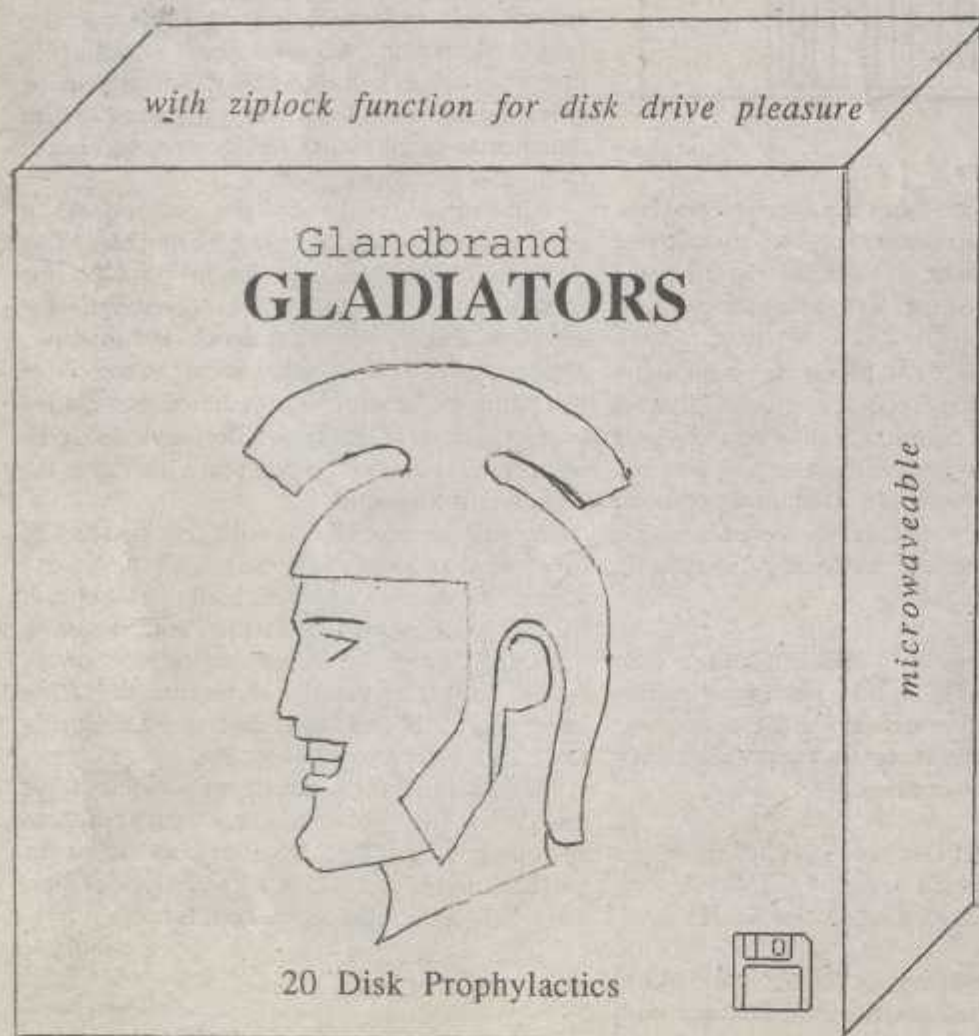 with ziplock function for disk drive pleasure
Glandbrand
GLADIATORS
microwaveable
20 Disk Prophylactics